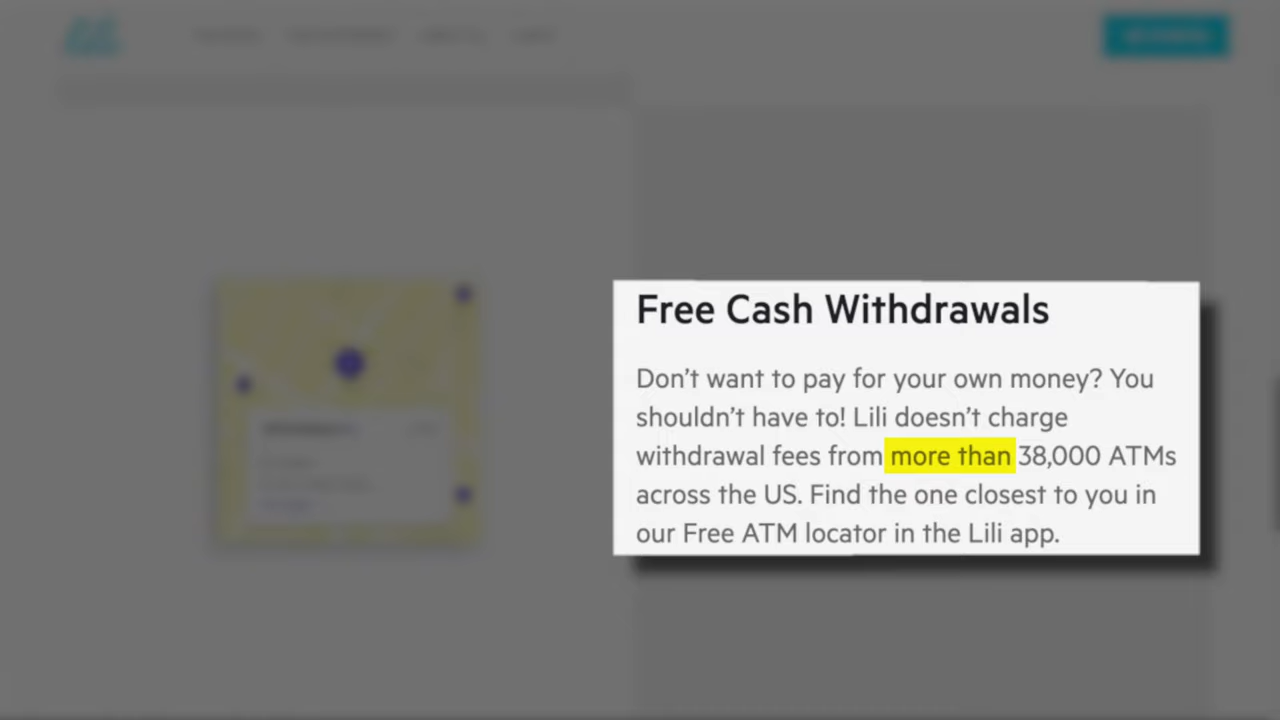 Free Cash Withdrawals
Don't want to pay for your own money? You
shouldn't have to! Lili doesn't charge
withdrawal fees from more than 38,000 ATMs
across the US. Find the one closest to you in
our Free ATM locator in the Lili app.